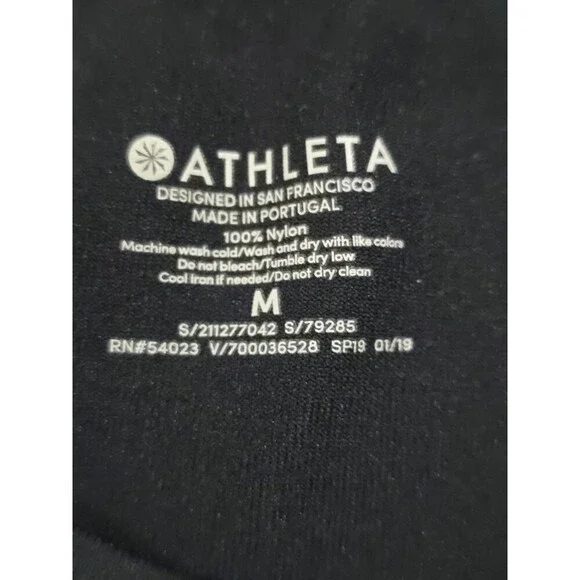 ATHLETA
DESIGNED IN SAN FRANCISCO
MADE IN PORTUGAL
100% Nylon
Machine wash cold/Wash and dry with like colors
Do not bleach/Tumble dry low
Cool iron if needed/Do not dry clean
M
S/211277042 S/79285
RN#54023 V/700036528 SP19 01/19